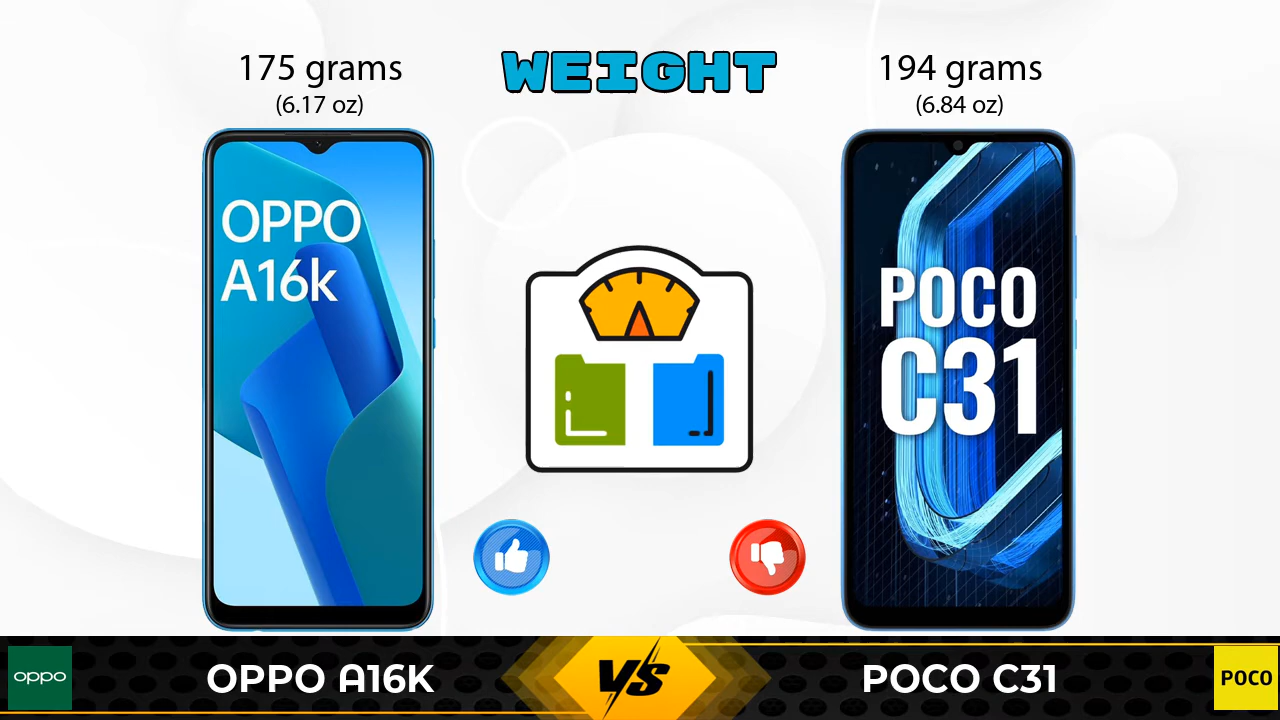 WEIGHT
175 grams
(6.17 oz)
194 grams
(6.84 oz)
OPPO
A16k
POCO
C31
oppo
OPPO A16K
VS
POCO C31
POCO